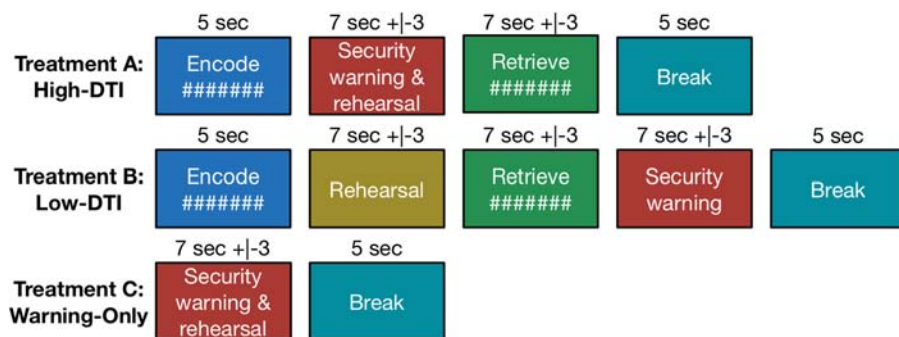 5 sec
7 sec +|-3
7 sec +|-3
5 sec
Treatment A:
High-DTI
Encode
#######
Security
warning &
rehearsal
Retrieve
#######
Break
5 sec
7 sec +|-3
7 sec +|-3
7 sec +|-3
5 sec
Treatment B:
Low-DTI
Encode
#######
Rehearsal
Retrieve
#######
Security
warning
Break
7 sec +|-3
5 sec
Treatment C:
Warning-Only
Security
warning &
rehearsal
Break